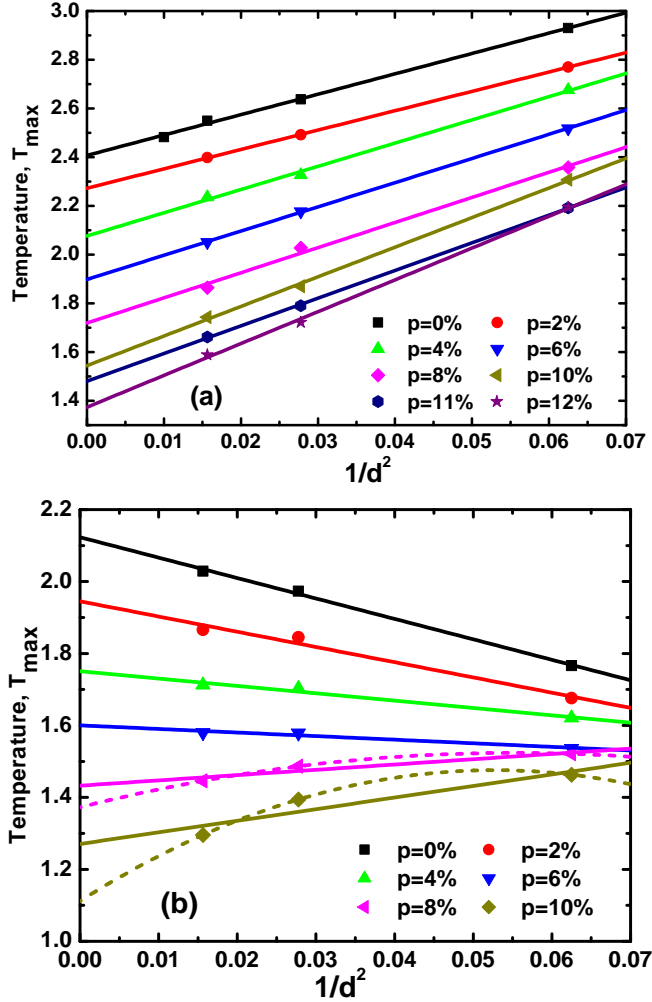 3.0
2.8
2.6
2.4
2.2
2.0
1.8
1.6
1.4
Temperature, T_max
p=0% p=2%
p=4% p=6%
p=8% p=10%
p=11% p=12%
(a)
0.00 0.01 0.02 0.03 0.04 0.05 0.06 0.07
1/d²
2.2
2.0
1.8
1.6
1.4
1.2
1.0
Temperature, T_max
p=0% p=2%
p=4% p=6%
p=8% p=10%
(b)
0.00 0.01 0.02 0.03 0.04 0.05 0.06 0.07
1/d²